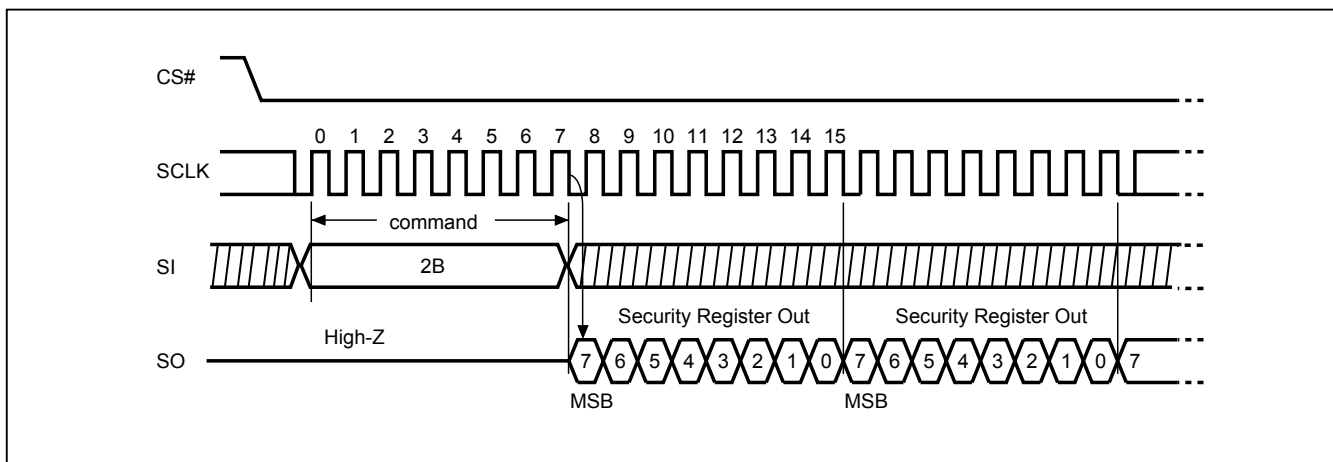 CS#
0 1 2 3 4 5 6 7 8 9 10 11 12 13 14 15
SCLK
command
SI
2B
Security Register Out Security Register Out
High-Z
SO
7 6 5 4 3 2 1 0 7 6 5 4 3 2 1 0 7
MSB MSB